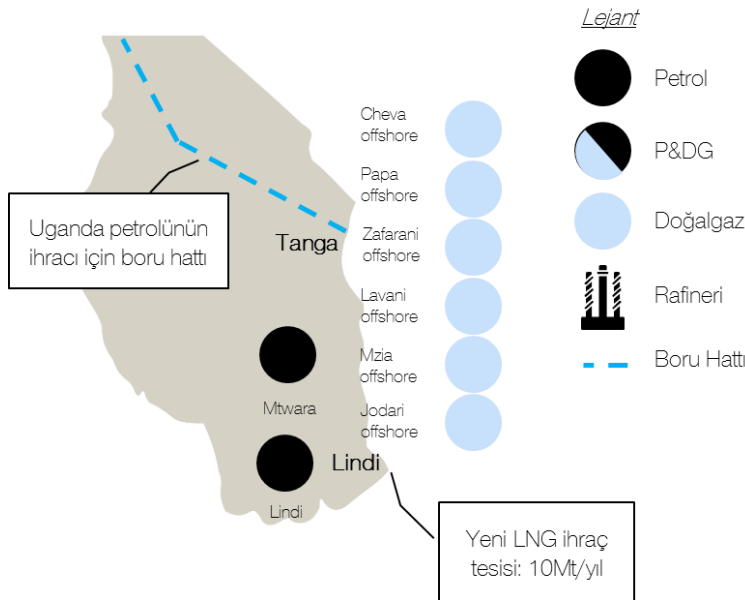 Lejant
Petrol
P&DG
Doğalgaz
Rafineri
Boru Hattı
Cheva
offshore
Papa
offshore
Zafarani
offshore
Lavani
offshore
Mzia
offshore
Jodari
offshore
Uganda petrolünün
ihracı için boru hattı
Tanga
Mtwara
Lindi
Lindi
Yeni LNG ihraç
tesisi: 10Mt/yıl